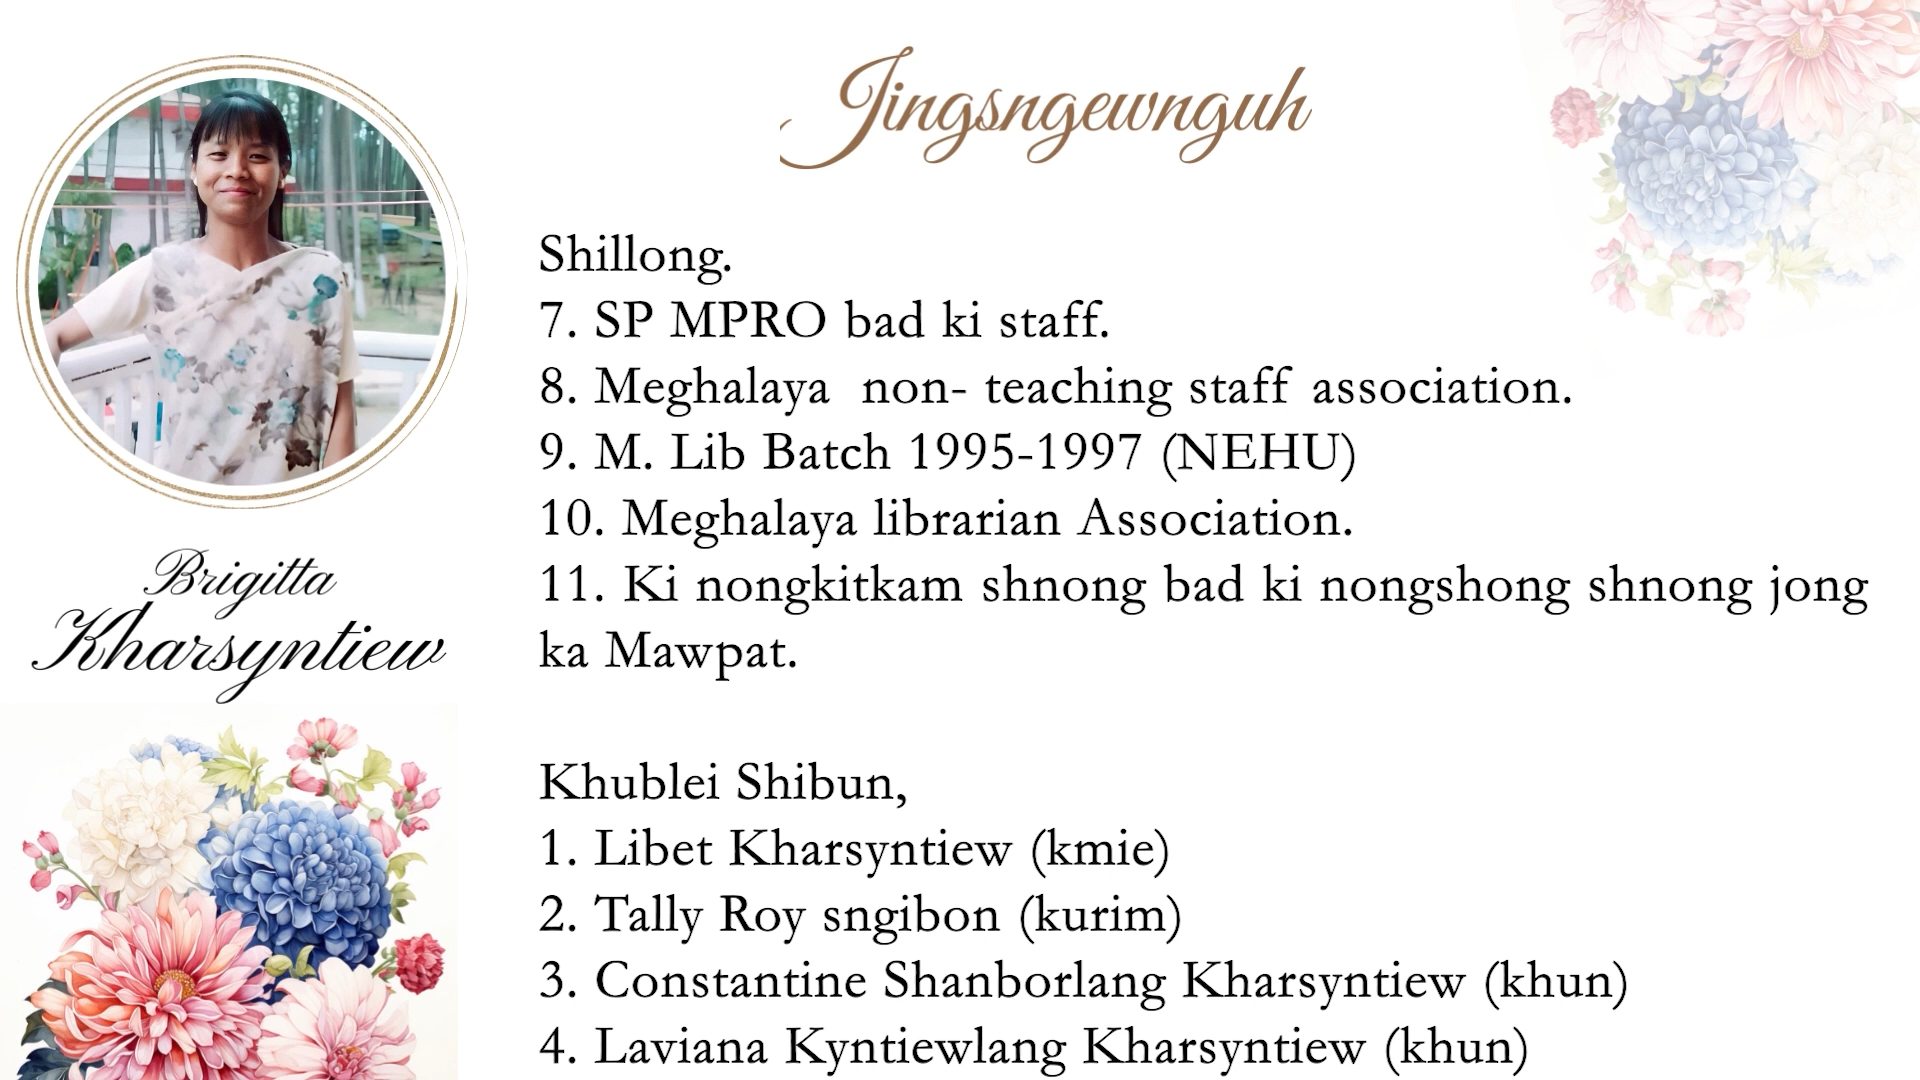 Jingsngewnguh
Brigitta
Kharsyntiew
Shillong.
7. SP MPRO bad ki staff.
8. Meghalaya  non- teaching staff association.
9. M. Lib Batch 1995-1997 (NEHU)
10. Meghalaya librarian Association.
11. Ki nongkitkam shnong bad ki nongshong shnong jong
ka Mawpat.
Khublei Shibun,
1. Libet Kharsyntiew (kmie)
2. Tally Roy sngibon (kurim)
3. Constantine Shanborlang Kharsyntiew (khun)
4. Laviana Kyntiewlang Kharsyntiew (khun)